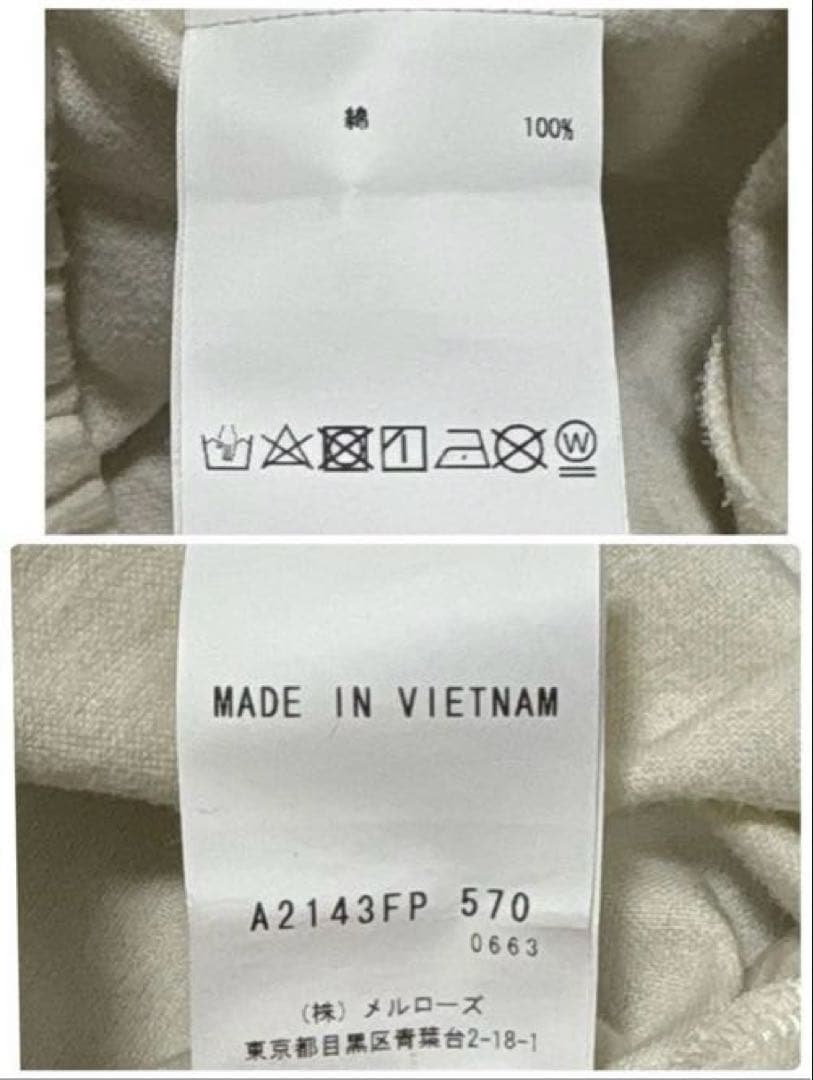 綿 100%
W
MADE IN VIETNAM
A2143FP 570
0663
(株) メルローズ
東京都目黒区青葉台2-18-1